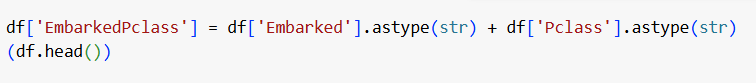 df['EmbarkedPclass'] = df['Embarked'].astype(str) + df['Pclass'].astype(str)
(df.head())